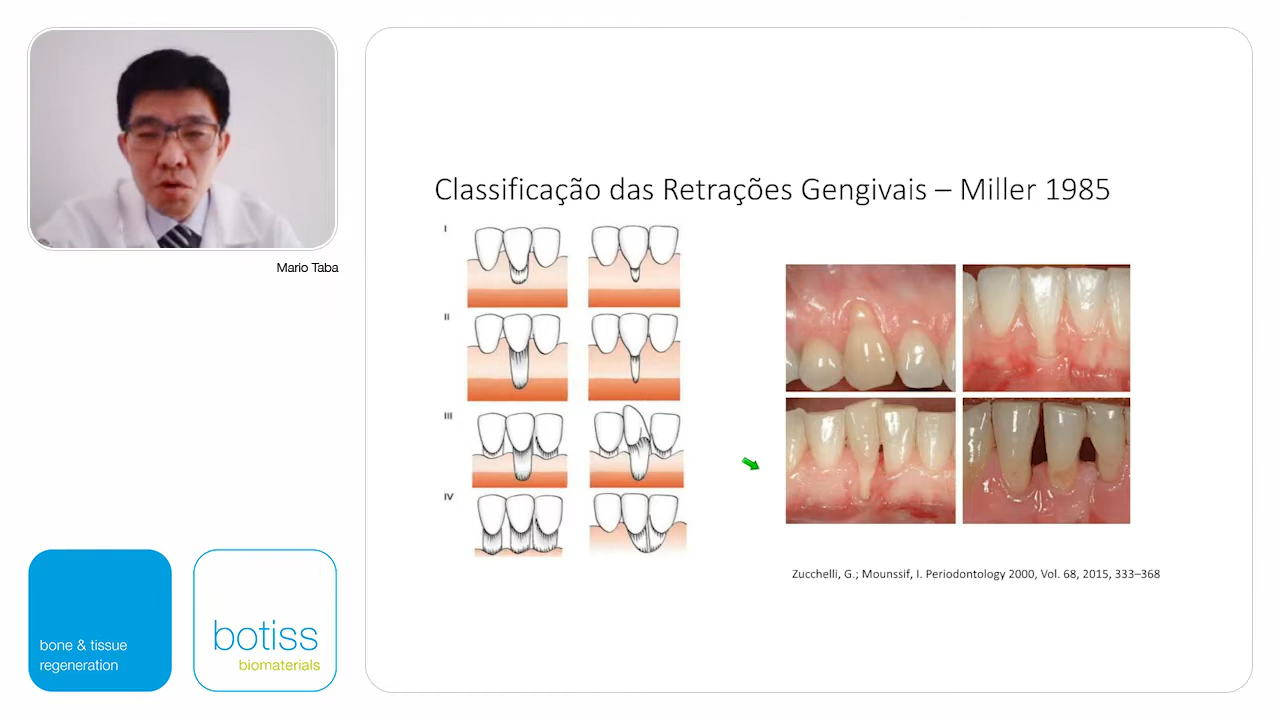 Mario Taba
bone & tissue
regeneration
botiss
biomaterials
Classificação das Retrações Gengivais – Miller 1985
I
II
III
IV
Zucchelli, G.; Mounssif, I. Periodontology 2000, Vol. 68, 2015, 333–368